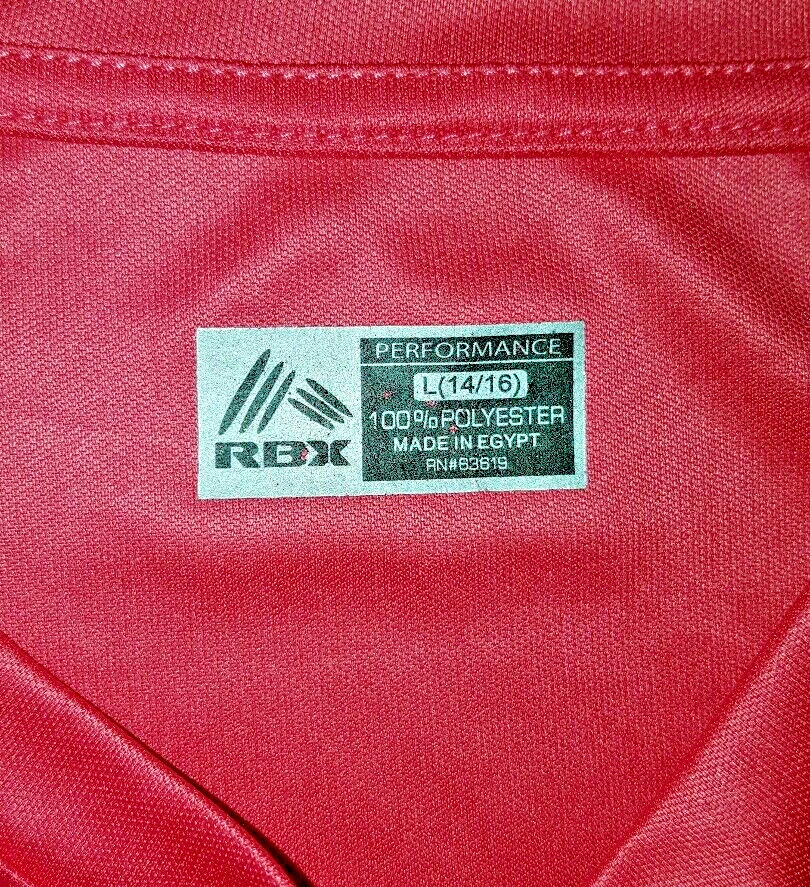 RBX
PERFORMANCE
L(14/16)
100% POLYESTER
MADE IN EGYPT
RN#63619